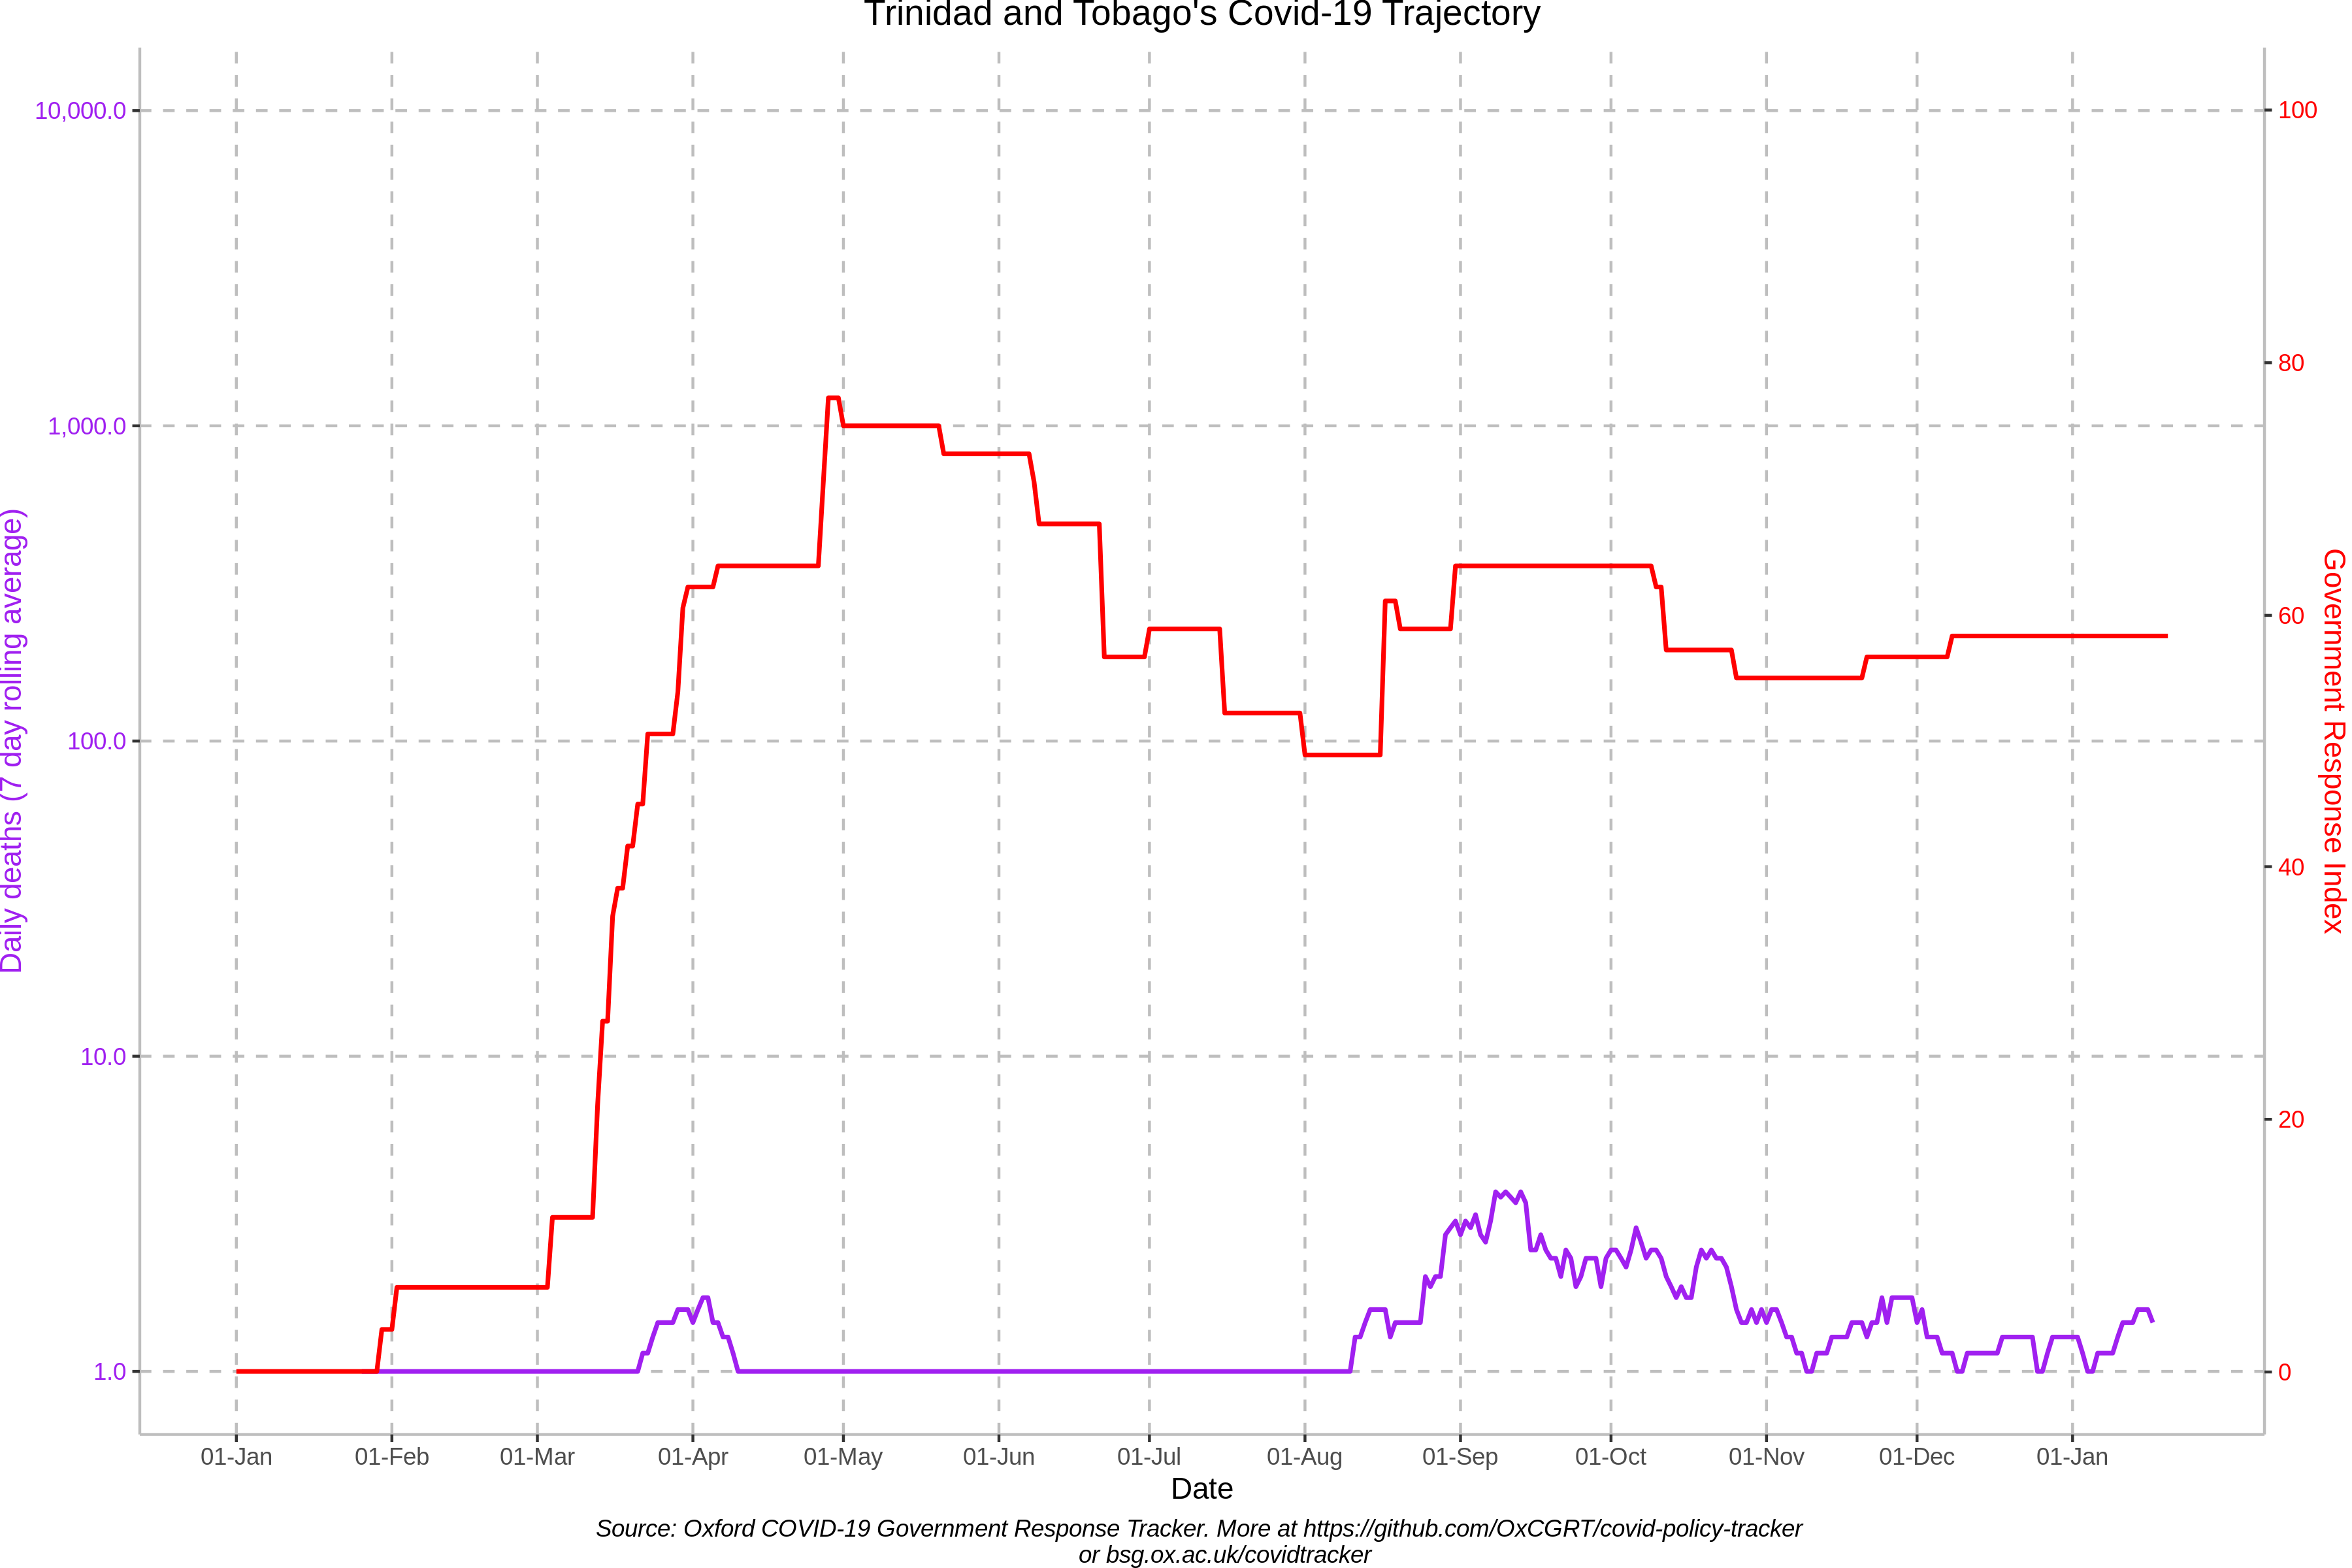 Trinidad and Tobago's Covid-19 Trajectory
10,000.0
1,000.0
100.0
10.0
1.0
Daily deaths (7 day rolling average)
100
80
60
40
20
0
Government Response Index
01-Jan 01-Feb 01-Mar 01-Apr 01-May 01-Jun 01-Jul 01-Aug 01-Sep 01-Oct 01-Nov 01-Dec 01-Jan
Date
Source: Oxford COVID-19 Government Response Tracker. More at https://github.com/OxCGRT/covid-policy-tracker
or bsg.ox.ac.uk/covidtracker